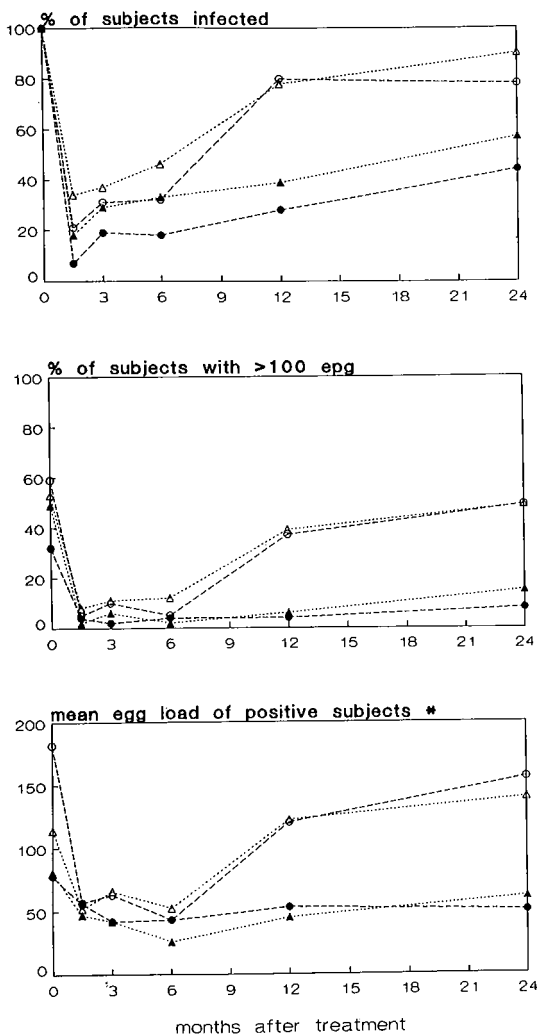 % of subjects infected
100
80
60
40
20
0
0 3 6 9 12 15 18 21 24
% of subjects with >100 epg
100
80
60
40
20
0
0 3 6 9 12 15 18 21 24
mean egg load of positive subjects *
200
150
100
50
0
0 3 6 9 12 15 18 21 24
months after treatment